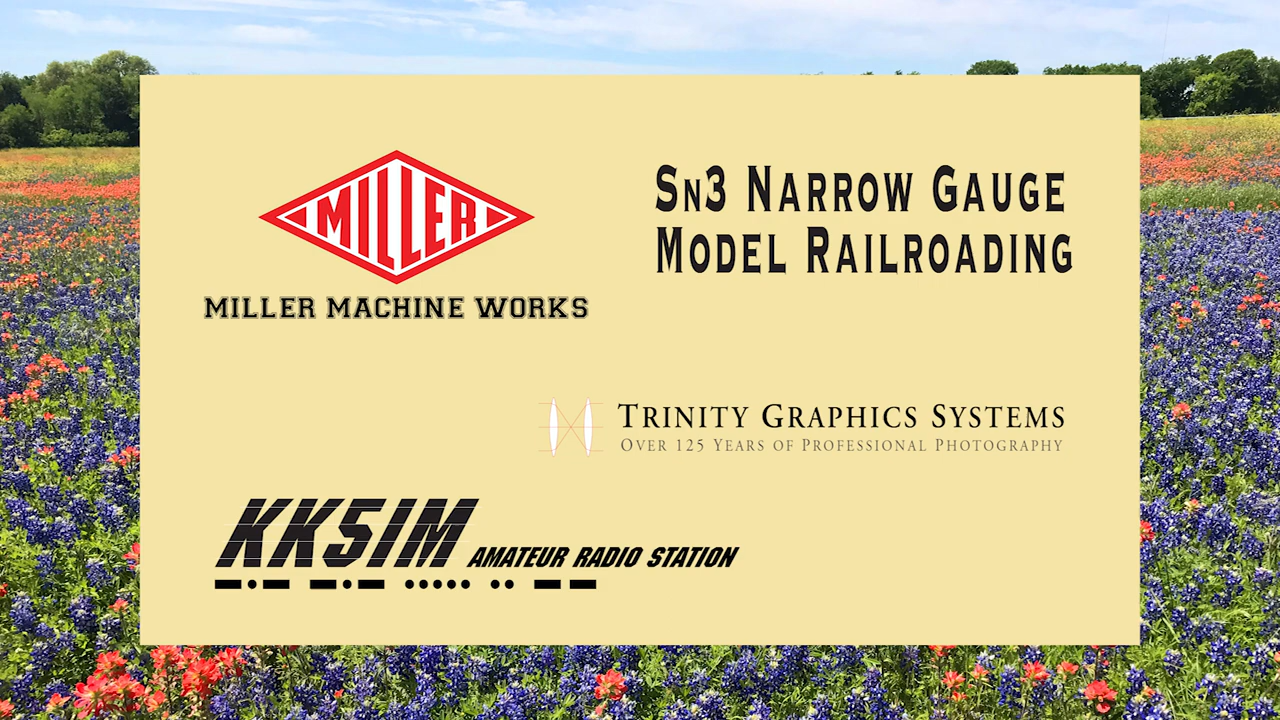 MILLER
MILLER MACHINE WORKS
Sn3 Narrow Gauge
Model Railroading
Trinity Graphics Systems
Over 125 Years of Professional Photography
KK5IM
AMATEUR RADIO STATION